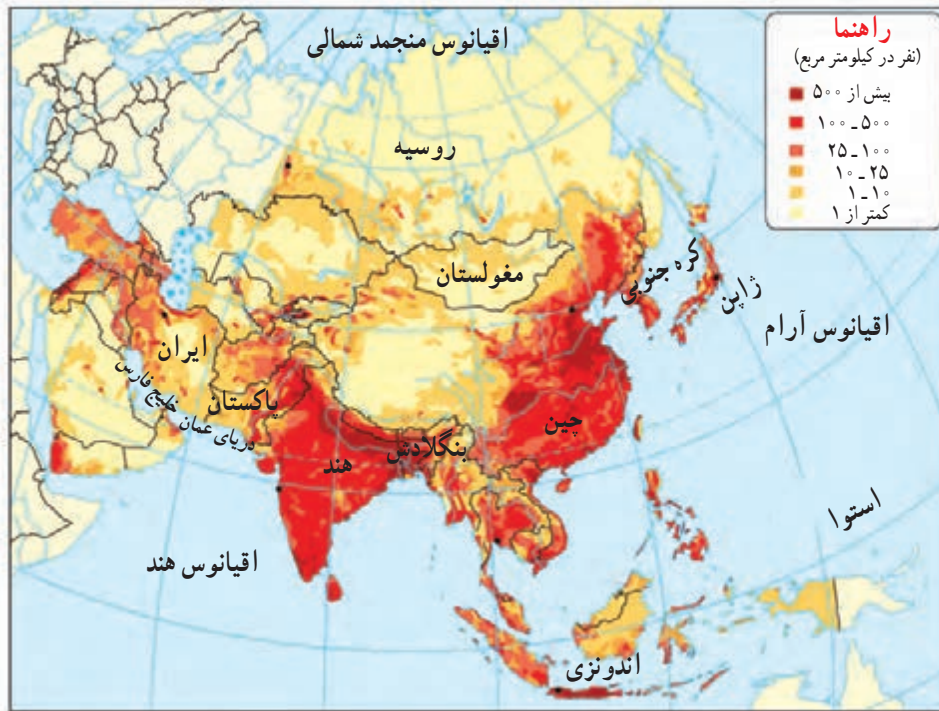 اقیانوس منجمد شمالی
راهنما
(نفر در کیلومتر مربع)
بیش از ۵۰۰
۱۰۰ ـ ۵۰۰
۲۵ ـ ۱۰۰
۱۰ ـ ۲۵
۱ ـ ۱۰
کمتر از ۱
روسیه
مغولستان
کره جنوبی
ژاپن
اقیانوس آرام
ایران
خلیج فارس
دریای عمان
پاکستان
چین
بنگلادش
هند
استوا
اقیانوس هند
اندونزی